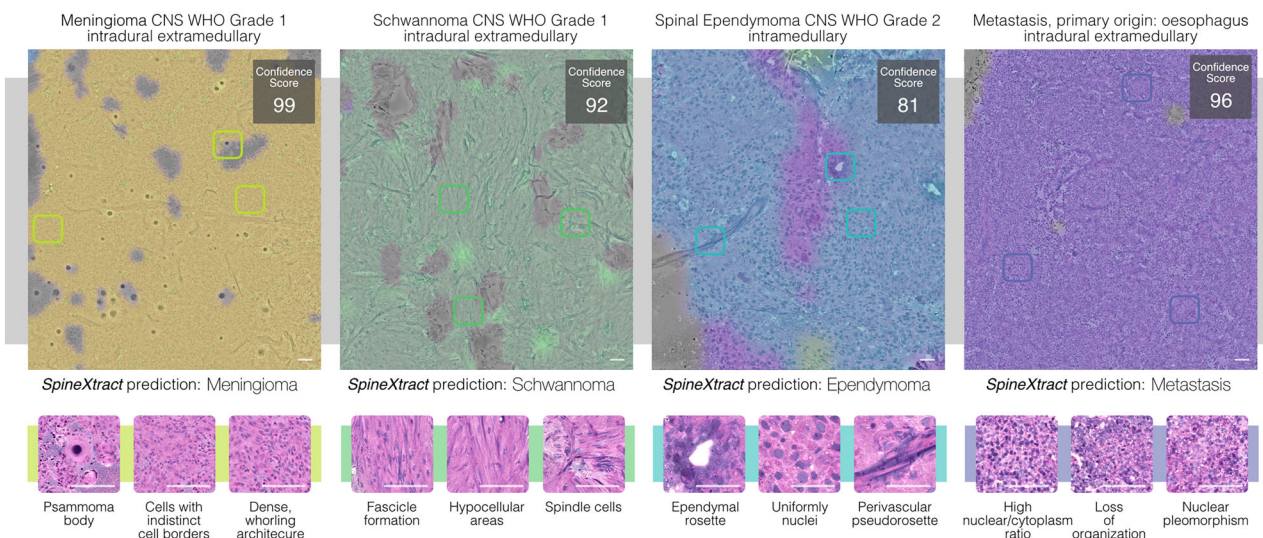 Meningioma CNS WHO Grade 1
intradural extramedullary
Confidence
Score
99
SpineXtract prediction: Meningioma
Psammoma
body
Cells with
indistinct
cell borders
Dense,
whorling
architecure
Schwannoma CNS WHO Grade 1
intradural extramedullary
Confidence
Score
92
SpineXtract prediction: Schwannoma
Fascicle
formation
Hypocellular
areas
Spindle cells
Spinal Ependymoma CNS WHO Grade 2
intramedullary
Confidence
Score
81
SpineXtract prediction: Ependymoma
Ependymal
rosette
Uniformly
nuclei
Perivascular
pseudorosette
Metastasis, primary origin: oesophagus
intradural extramedullary
Confidence
Score
96
SpineXtract prediction: Metastasis
High
nuclear/cytoplasm
ratio
Loss
of
organization
Nuclear
pleomorphism